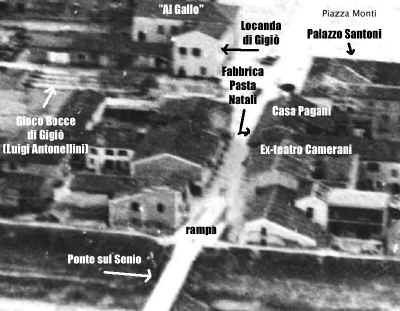 "Al Gallo"
Piazza Monti
Locanda
di Gigiò
Palazzo Santoni
Fabbrica
Pasta
Natali
Casa Pagani
Gioco Bocce
di Gigiò
(Luigi Antonellini)
Ex-teatro Camerani
rampa
Ponte sul Senio